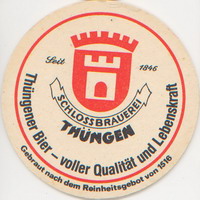 Seit 1846
SCHLOSSBRAUEREI
THÜNGEN
Thüngener Bier – voller Qualität und Lebenskraft
Gebraut nach dem Reinheitsgebot von 1516